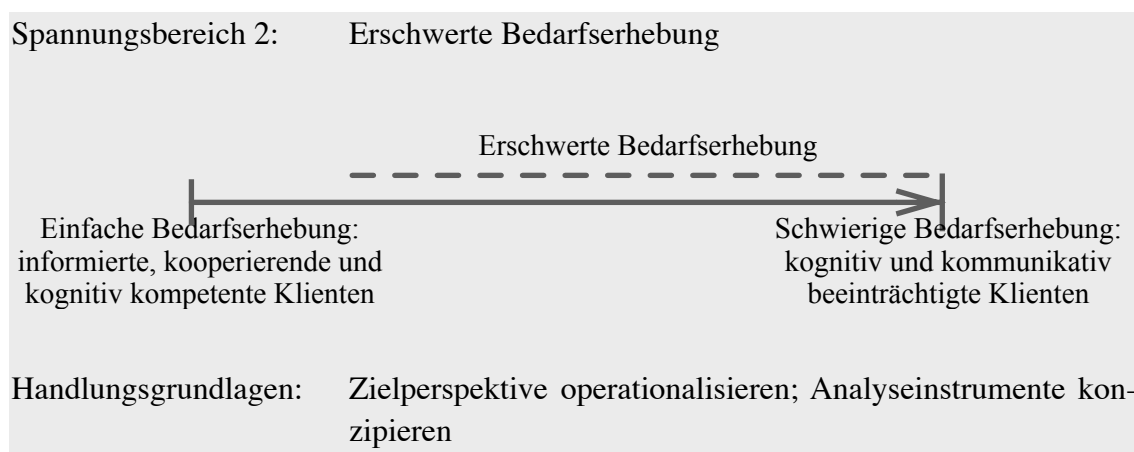 Spannungsbereich 2: Erschwerte Bedarfserhebung
Erschwerte Bedarfserhebung
Einfache Bedarfserhebung:
informierte, kooperierende und
kognitiv kompetente Klienten
Schwierige Bedarfserhebung:
kognitiv und kommunikativ
beeinträchtigte Klienten
Handlungsgrundlagen: Zielperspektive operationalisieren; Analyseinstrumente kon-
zipieren